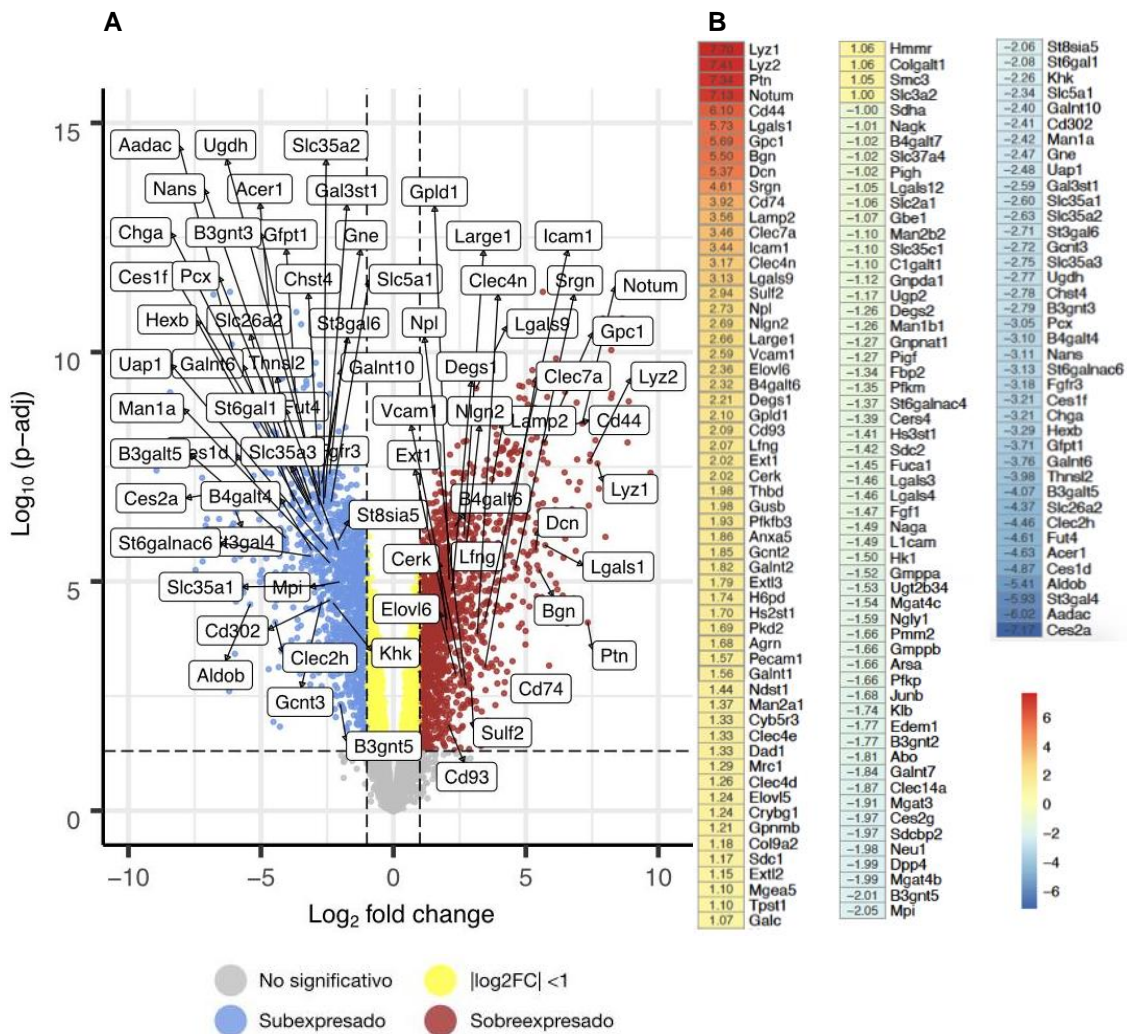 A
B
Log₁₀ (p−adj)
15
10
5
0
Aadac
Ugdh
Slc35a2
Nans
Acer1
Gal3st1
Gpld1
Chga
B3gnt3
Gfpt1
Gne
Large1
Icam1
Ces1f
Pcx
Chst4
Slc5a1
Clec4n
Srgn
Notum
Hexb
Slc26a2
St3gal6
Npl
Lgals9
Gpc1
Uap1
Galnt6
Thnsl2
Galnt10
Degs1
Clec7a
Lyz2
Man1a
St6gal1
Fut4
Vcam1
Nlgn2
Lamp2
Cd44
B3galt5
es1d
Slc35a3
gfr3
Ext1
Lyz1
Ces2a
B4galt4
B4galt6
St8sia5
Dcn
St6galnac6
t3gal4
Cerk
Lfng
Lgals1
Slc35a1
Mpi
Elovl6
Bgn
Cd302
Clec2h
Khk
Ptn
Aldob
Gcnt3
Cd74
Sulf2
B3gnt5
Cd93
−10
−5
0
5
10
Log₂ fold change
No significativo
|log2FC| <1
Subexpresado
Sobreexpresado
7.70 Lyz1
7.41 Lyz2
7.34 Ptn
7.13 Notum
6.10 Cd44
5.73 Lgals1
5.69 Gpc1
5.50 Bgn
5.37 Dcn
4.61 Srgn
3.92 Cd74
3.56 Lamp2
3.46 Clec7a
3.44 Icam1
3.17 Clec4n
3.13 Lgals9
2.94 Sulf2
2.73 Npl
2.69 Nlgn2
2.66 Large1
2.59 Vcam1
2.36 Elovl6
2.32 B4galt6
2.21 Degs1
2.10 Gpld1
2.09 Cd93
2.07 Lfng
2.02 Ext1
2.02 Cerk
1.98 Thbd
1.98 Gusb
1.93 Pfkfb3
1.86 Anxa5
1.85 Gcnt2
1.82 Galnt2
1.79 Extl3
1.74 H6pd
1.70 Hs2st1
1.69 Pkd2
1.68 Agrn
1.57 Pecam1
1.56 Galnt1
1.44 Ndst1
1.37 Man2a1
1.33 Cyb5r3
1.33 Clec4e
1.33 Dad1
1.29 Mrc1
1.26 Clec4d
1.24 Elovl5
1.24 Crybg1
1.21 Gpnmb
1.18 Col9a2
1.17 Sdc1
1.15 Extl2
1.10 Mgea5
1.10 Tpst1
1.07 Galc
1.06 Hmmr
1.06 Colgalt1
1.05 Smc3
1.00 Slc3a2
−1.00 Sdha
−1.01 Nagk
−1.02 B4galt7
−1.02 Slc37a4
−1.02 Pigh
−1.05 Lgals12
−1.06 Slc2a1
−1.07 Gbe1
−1.10 Man2b2
−1.10 Slc35c1
−1.10 C1galt1
−1.12 Gnpda1
−1.17 Ugp2
−1.26 Degs2
−1.26 Man1b1
−1.27 Gnpnat1
−1.27 Pigf
−1.34 Fbp2
−1.35 Pfkm
−1.37 St6galnac4
−1.39 Cers4
−1.41 Hs3st1
−1.42 Sdc2
−1.45 Fuca1
−1.46 Lgals3
−1.46 Lgals4
−1.47 Fgf1
−1.49 Naga
−1.49 L1cam
−1.50 Hk1
−1.52 Gmppa
−1.53 Ugt2b34
−1.54 Mgat4c
−1.59 Ngly1
−1.66 Pmm2
−1.66 Gmppb
−1.66 Arsa
−1.66 Pfkp
−1.68 Junb
−1.74 Klb
−1.77 Edem1
−1.77 B3gnt2
−1.81 Abo
−1.84 Galnt7
−1.87 Clec14a
−1.91 Mgat3
−1.97 Ces2g
−1.97 Sdcbp2
−1.98 Neu1
−1.99 Dpp4
−1.99 Mgat4b
−2.01 B3gnt5
−2.05 Mpi
−2.06 St8sia5
−2.08 St6gal1
−2.26 Khk
−2.34 Slc5a1
−2.40 Galnt10
−2.41 Cd302
−2.42 Man1a
−2.47 Gne
−2.48 Uap1
−2.59 Gal3st1
−2.60 Slc35a1
−2.63 Slc35a2
−2.71 St3gal6
−2.72 Gcnt3
−2.75 Slc35a3
−2.77 Ugdh
−2.78 Chst4
−2.79 B3gnt3
−3.05 Pcx
−3.10 B4galt4
−3.11 Nans
−3.13 St6galnac6
−3.18 Fgfr3
−3.21 Ces1f
−3.21 Chga
−3.29 Hexb
−3.71 Gfpt1
−3.76 Galnt6
−3.98 Thnsl2
−4.07 B3galt5
−4.37 Slc26a2
−4.46 Clec2h
−4.61 Fut4
−4.63 Acer1
−4.87 Ces1d
−5.41 Aldob
−5.93 St3gal4
−6.02 Aadac
−7.17 Ces2a
6
4
2
0
−2
−4
−6